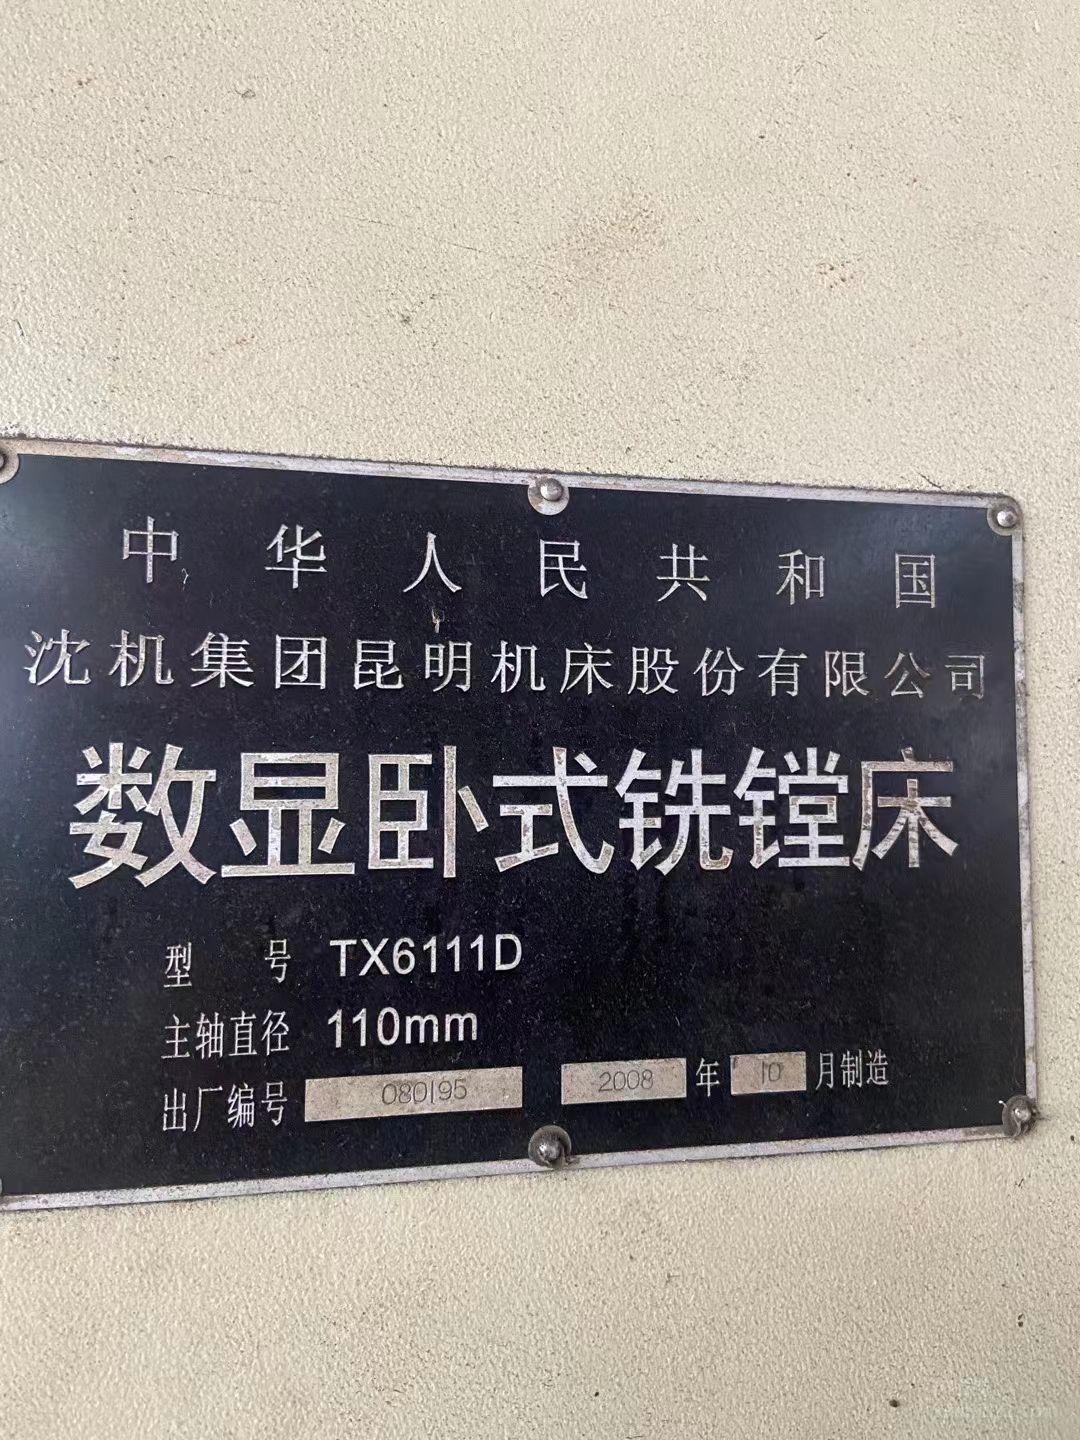 中华人民共和国
沈机集团昆明机床股份有限公司
数显卧式铣镗床
型 号 TX6111D
主轴直径 110mm
出厂编号 080195 2008 年 10 月制造